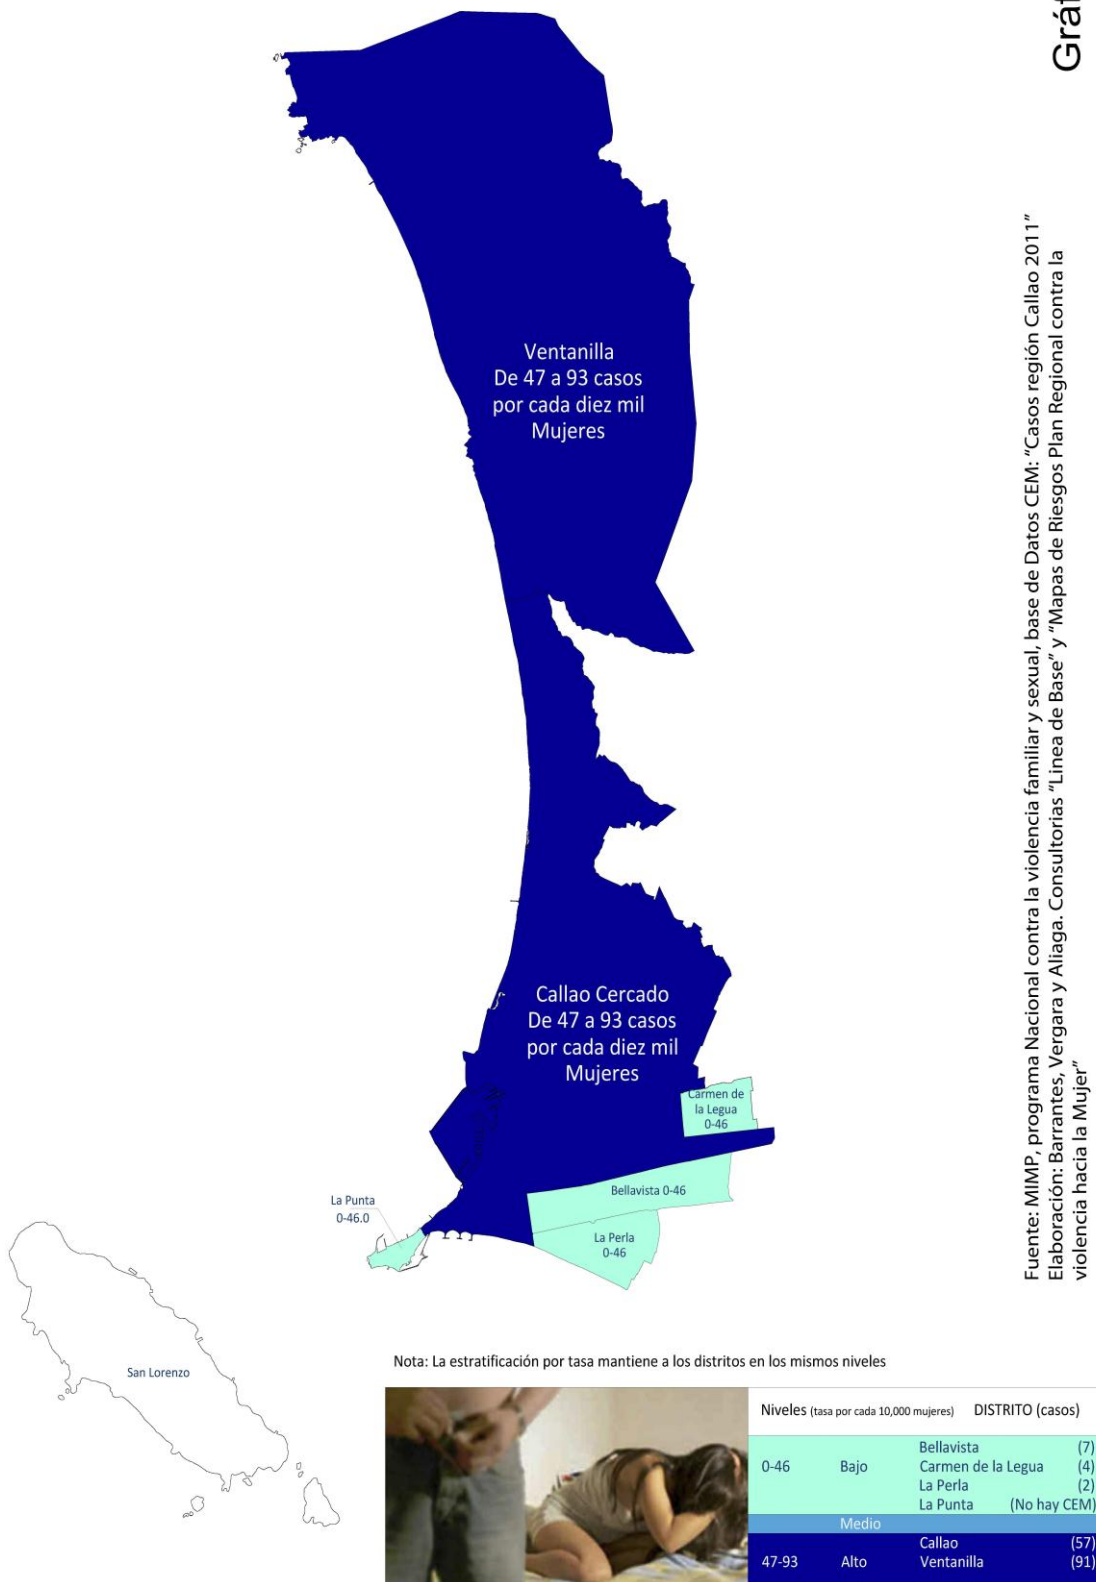 Gráf
Ventanilla
De 47 a 93 casos
por cada diez mil
Mujeres
Callao Cercado
De 47 a 93 casos
por cada diez mil
Mujeres
Carmen de
la Legua
0-46
Bellavista 0-46
La Perla
0-46
La Punta
0-46.0
San Lorenzo
Fuente: MIMP, programa Nacional contra la violencia familiar y sexual, base de Datos CEM: “Casos región Callao 2011”
Elaboración: Barrantes, Vergara y Aliaga. Consultorias “Linea de Base” y “Mapas de Riesgos Plan Regional contra la
violencia hacia la Mujer”
Nota: La estratificación por tasa mantiene a los distritos en los mismos niveles
Niveles (tasa por cada 10,000 mujeres) DISTRITO (casos)
Bellavista (7)
0-46 Bajo Carmen de la Legua (4)
La Perla (2)
La Punta (No hay CEM)
Medio
Callao (57)
47-93 Alto Ventanilla (91)